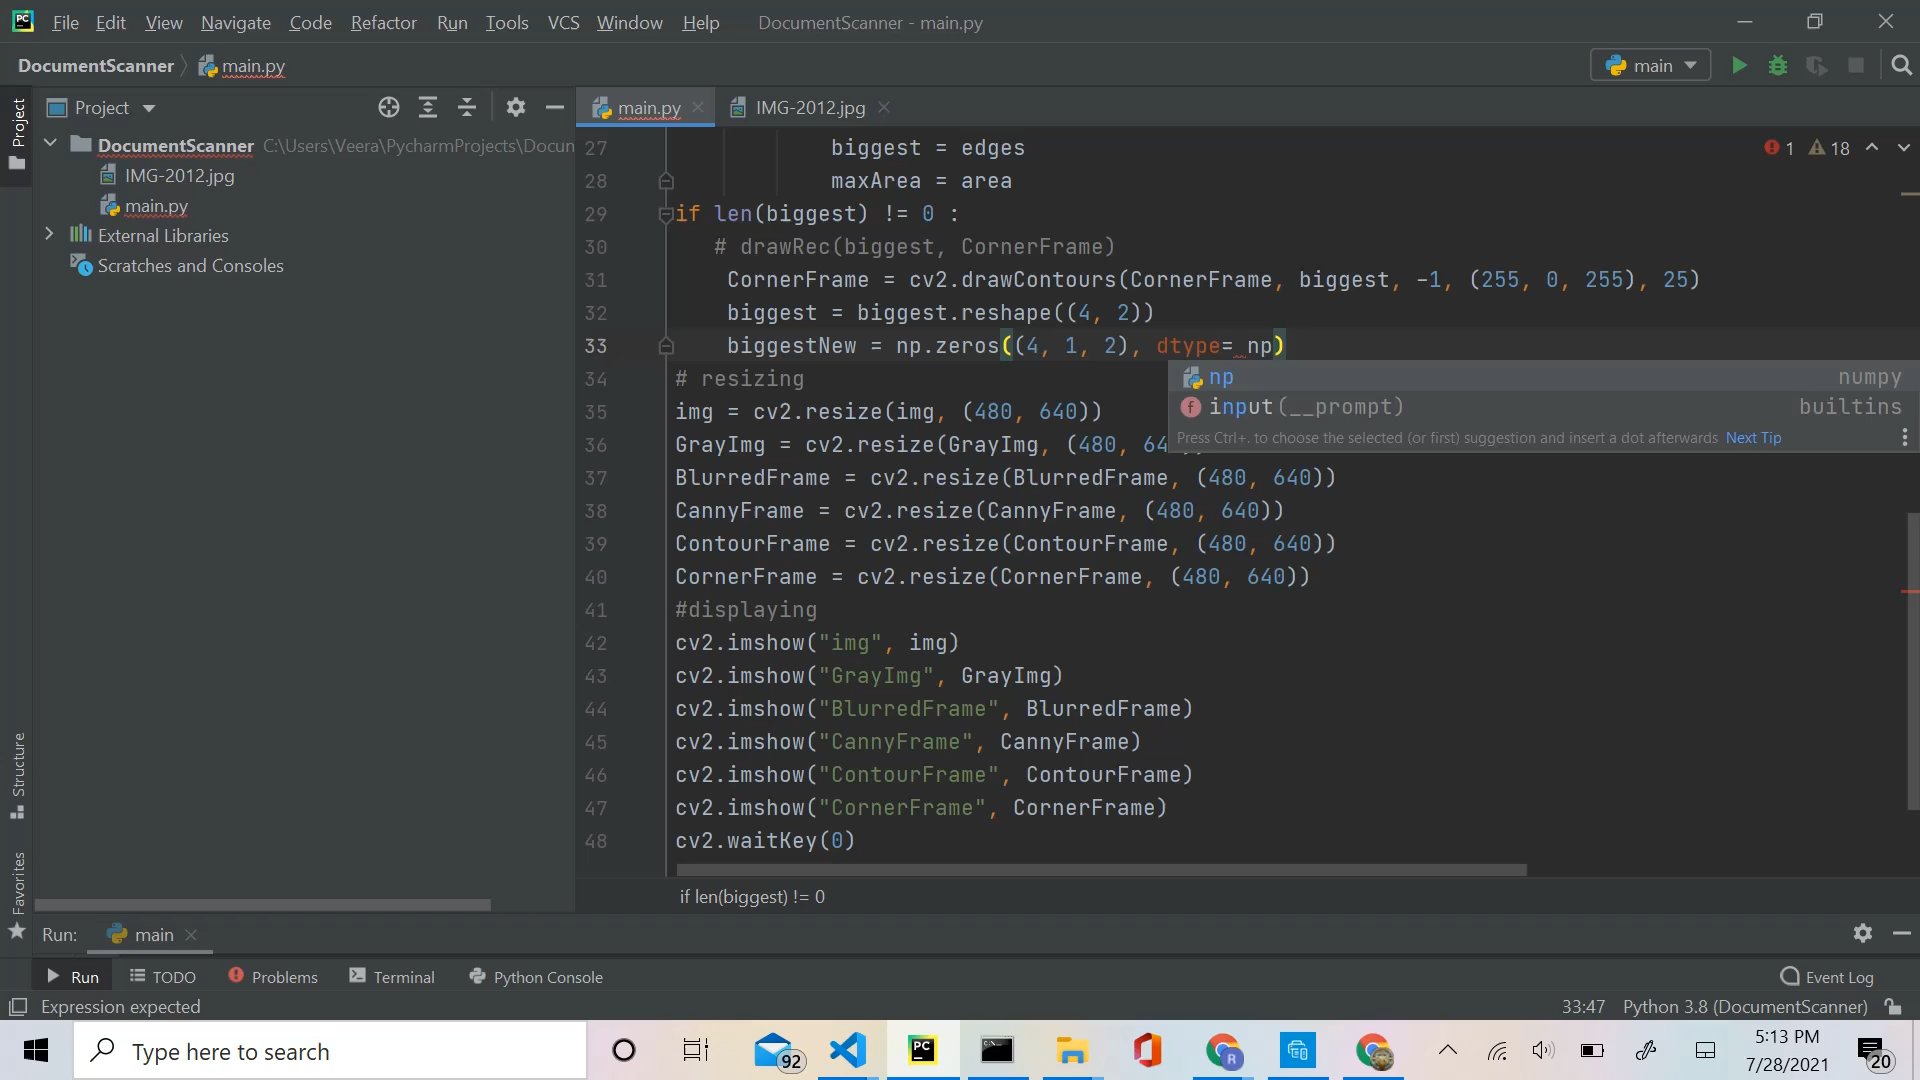 PC File Edit View Navigate Code Refactor Run Tools VCS Window Help DocumentScanner - main.py
DocumentScanner main.py main
Project main.py IMG-2012.jpg
Project
DocumentScanner C:\Users\Veera\PycharmProjects\Docun
IMG-2012.jpg
main.py
External Libraries
Scratches and Consoles
Structure
Favorites
1 18
27 biggest = edges
28 maxArea = area
29 if len(biggest) != 0 :
30 # drawRec(biggest, CornerFrame)
31 CornerFrame = cv2.drawContours(CornerFrame, biggest, -1, (255, 0, 255), 25)
32 biggest = biggest.reshape((4, 2))
33 biggestNew = np.zeros((4, 1, 2), dtype= np)
np numpy
input(__prompt) builtins
Press Ctrl+. to choose the selected (or first) suggestion and insert a dot afterwards Next Tip
34 # resizing
35 img = cv2.resize(img, (480, 640))
36 GrayImg = cv2.resize(GrayImg, (480, 64
37 BlurredFrame = cv2.resize(BlurredFrame, (480, 640))
38 CannyFrame = cv2.resize(CannyFrame, (480, 640))
39 ContourFrame = cv2.resize(ContourFrame, (480, 640))
40 CornerFrame = cv2.resize(CornerFrame, (480, 640))
41 #displaying
42 cv2.imshow("img", img)
43 cv2.imshow("GrayImg", GrayImg)
44 cv2.imshow("BlurredFrame", BlurredFrame)
45 cv2.imshow("CannyFrame", CannyFrame)
46 cv2.imshow("ContourFrame", ContourFrame)
47 cv2.imshow("CornerFrame", CornerFrame)
48 cv2.waitKey(0)
if len(biggest) != 0
Run: main
Run TODO Problems Terminal Python Console Event Log
Expression expected 33:47 Python 3.8 (DocumentScanner)
Type here to search 92 PC R 5:13 PM
7/28/2021 20